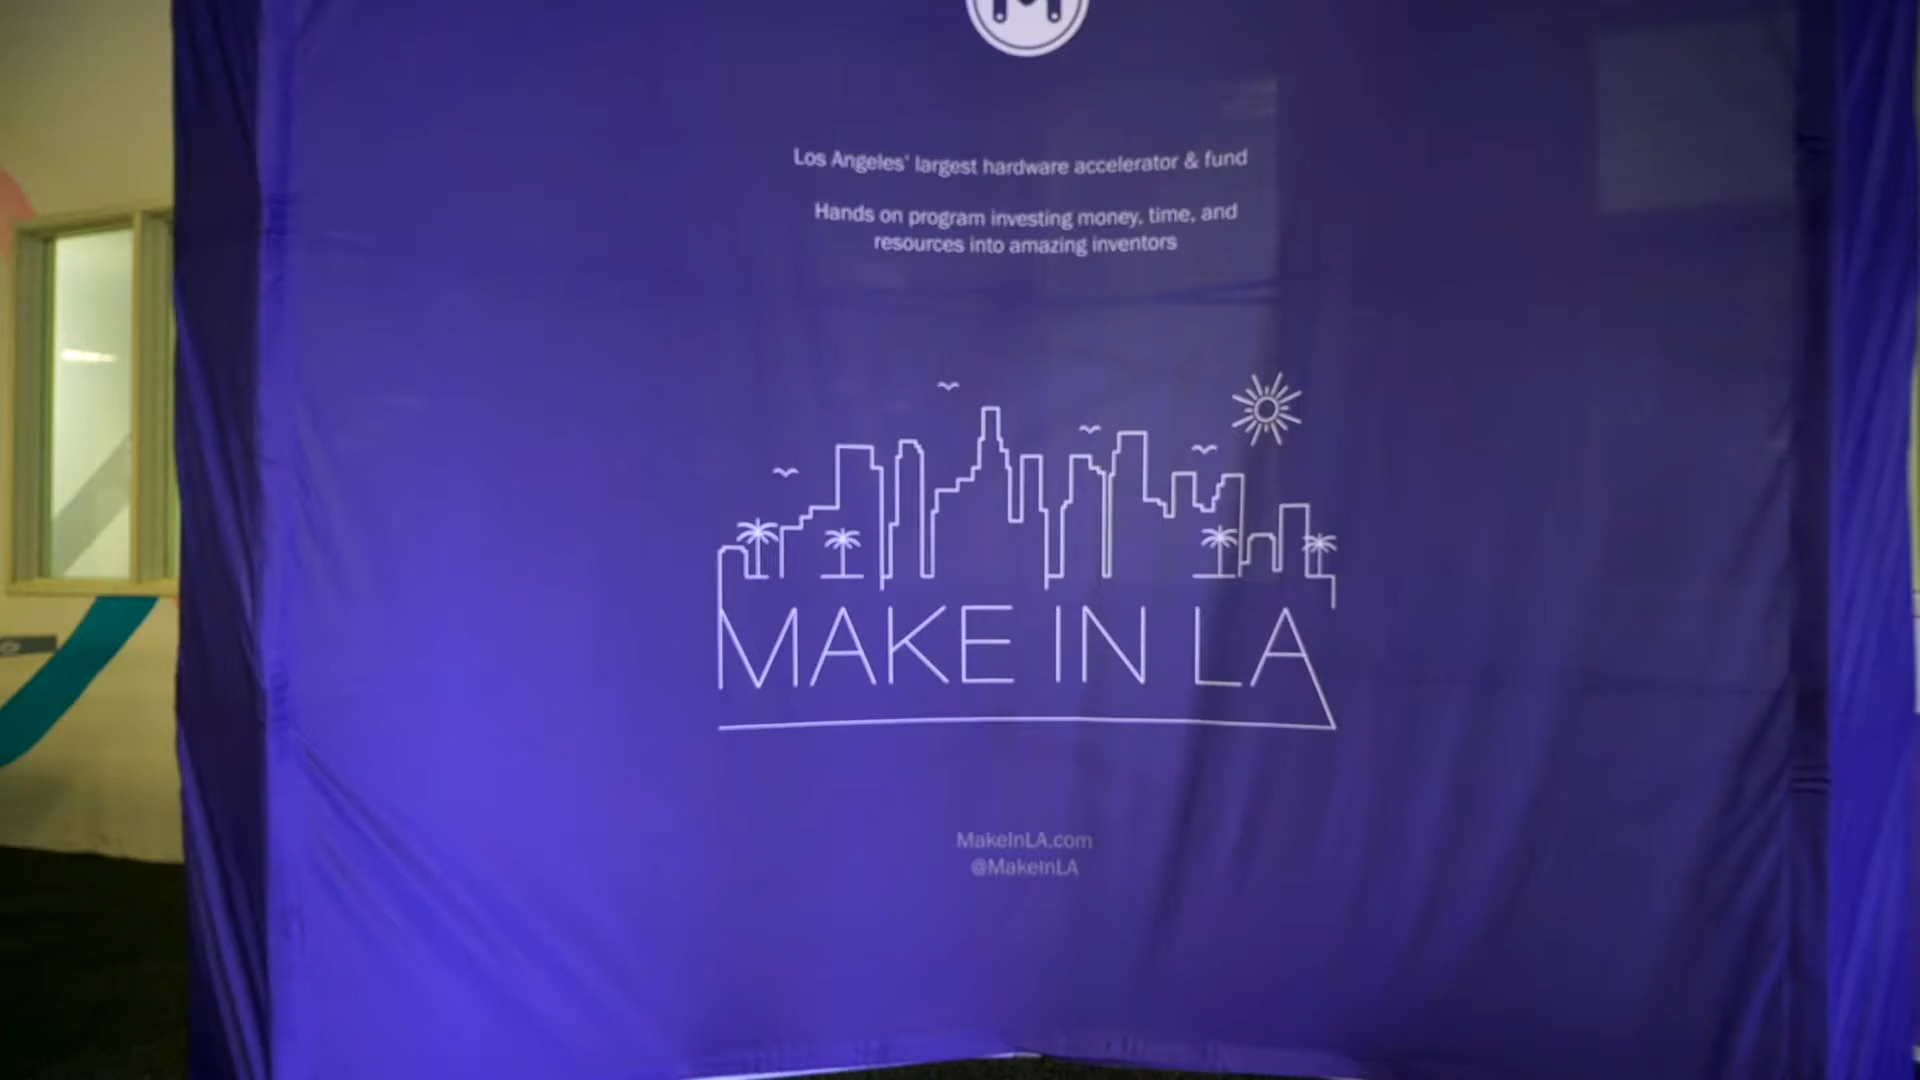 Los Angeles' largest hardware accelerator & fund
Hands on program investing money, time, and
resources into amazing inventors
MAKE IN LA
MakeInLA.com
@MakeInLA